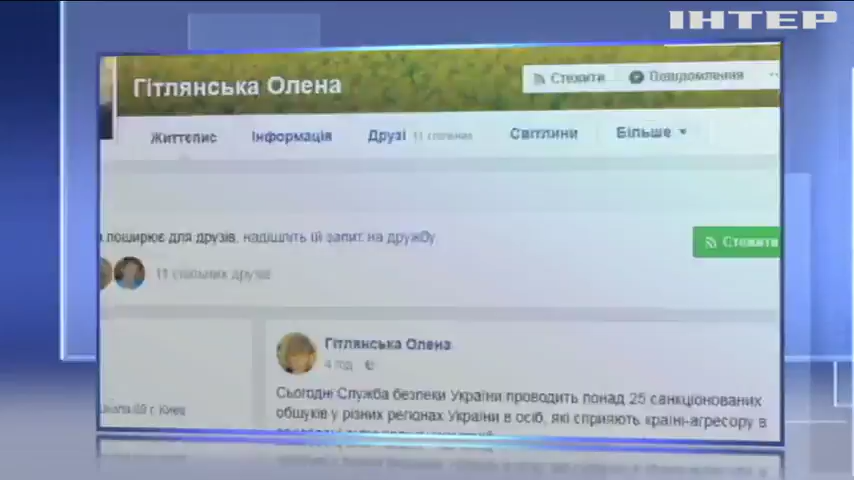 ІНТЕР
Гітлянська Олена
Стежити Повідомлення ...
Життєпис Інформація Друзі 11 спільних Світлини Більше
поширює для друзів, надішліть їй запит на дружбу
Стежити
11 спільних друзів
Гітлянська Олена
4 год
Сьогодні Служба безпеки України проводить понад 25 санкціонованих
обшуків у різних регіонах України в осіб, які сприяють країні-агресору в
г. Киев